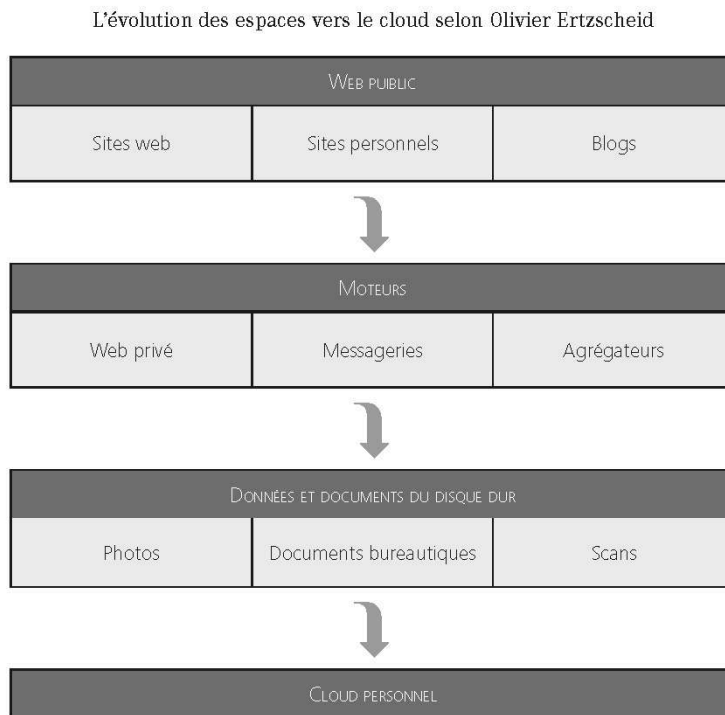 L'évolution des espaces vers le cloud selon Olivier Ertzscheid
WEB PUIBLIC
Sites web Sites personnels Blogs
MOTEURS
Web privé Messageries Agrégateurs
DONNÉES ET DOCUMENTS DU DISQUE DUR
Photos Documents bureautiques Scans
CLOUD PERSONNEL